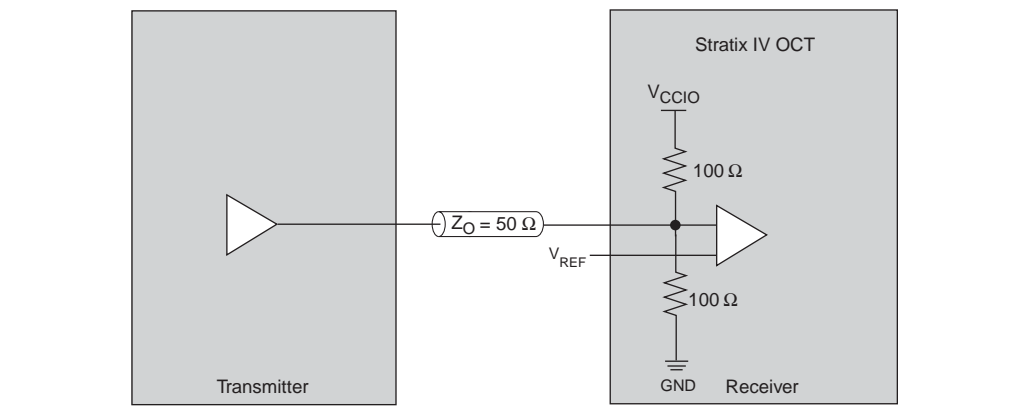 Stratix IV OCT
VCCIO
100 Ω
ZO = 50 Ω
VREF
100 Ω
GND
Transmitter
Receiver